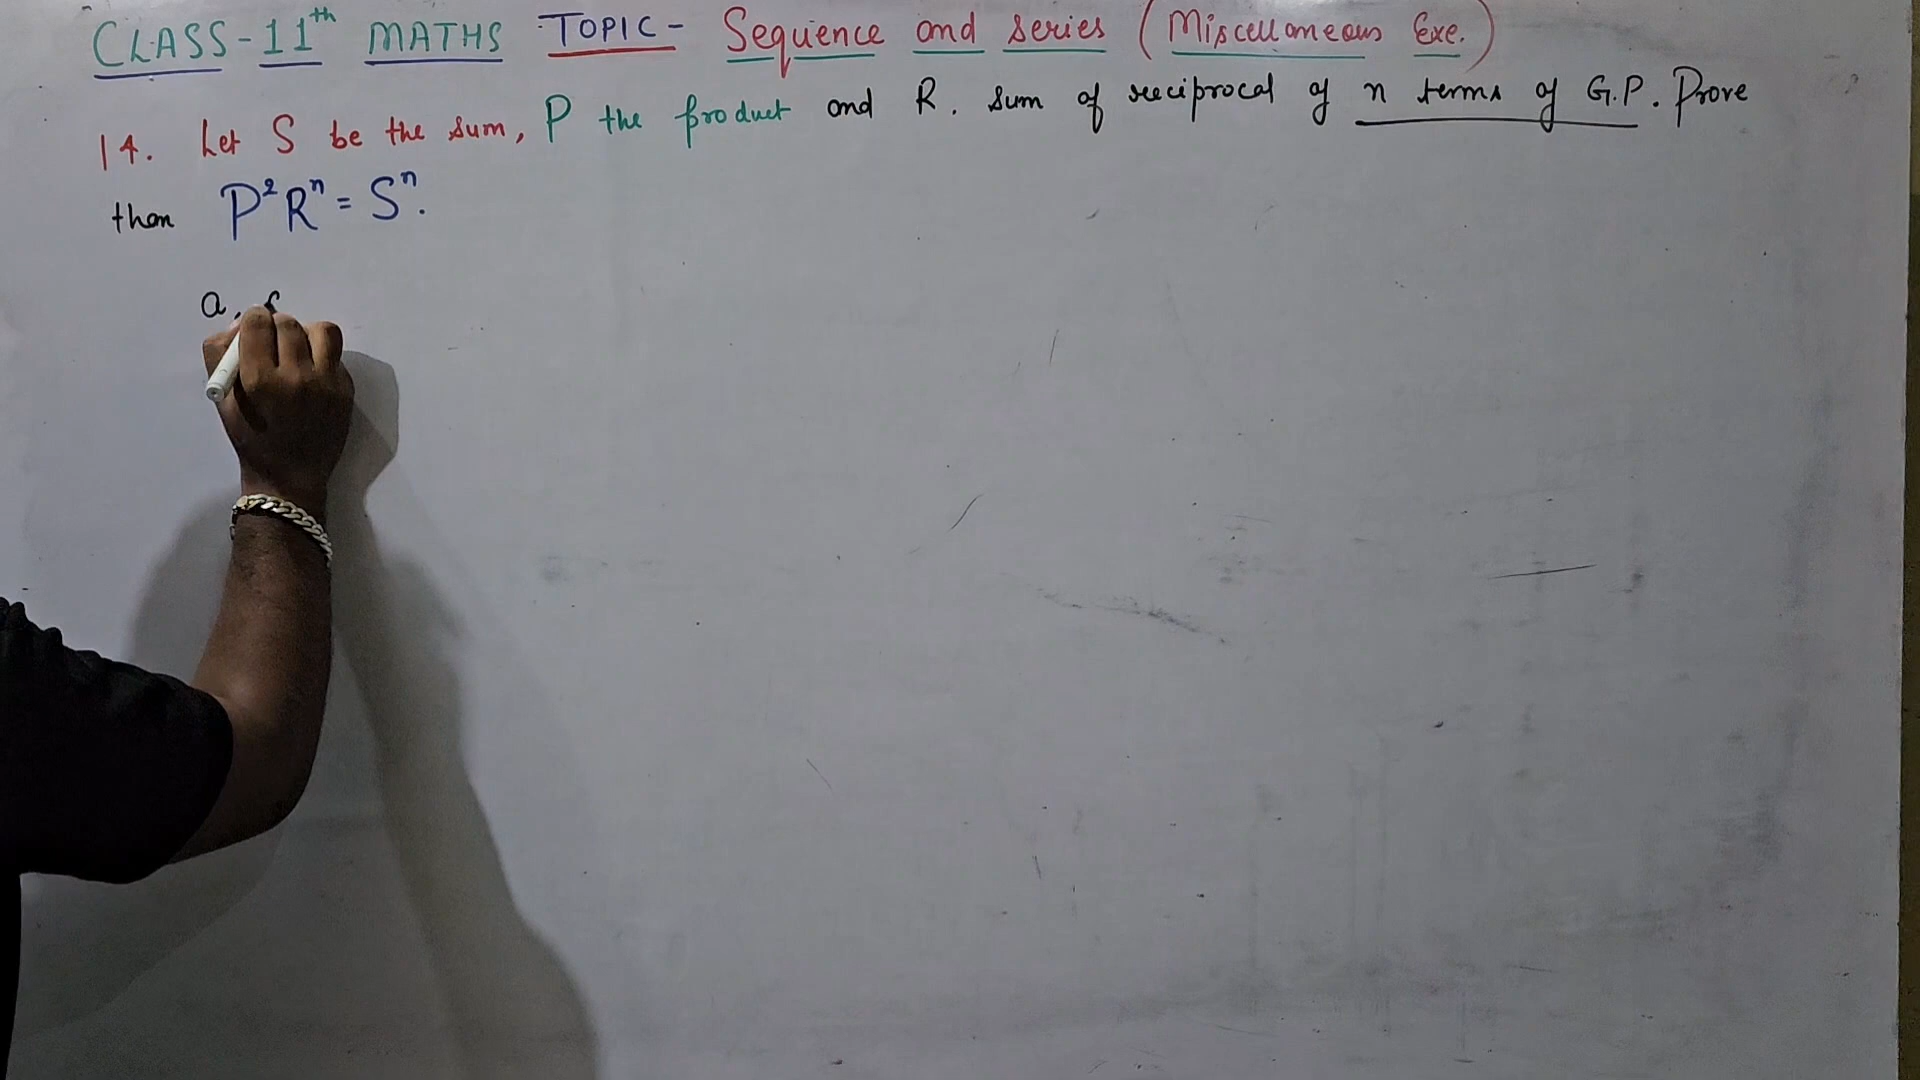 CLASS-11th MATHS TOPIC- Sequence and series (Miscellaneous Exe.)
14. Let S be the sum, P the product and R. sum of reciprocal of n terms of G.P. Prove
than P²Rⁿ = Sⁿ.
a,